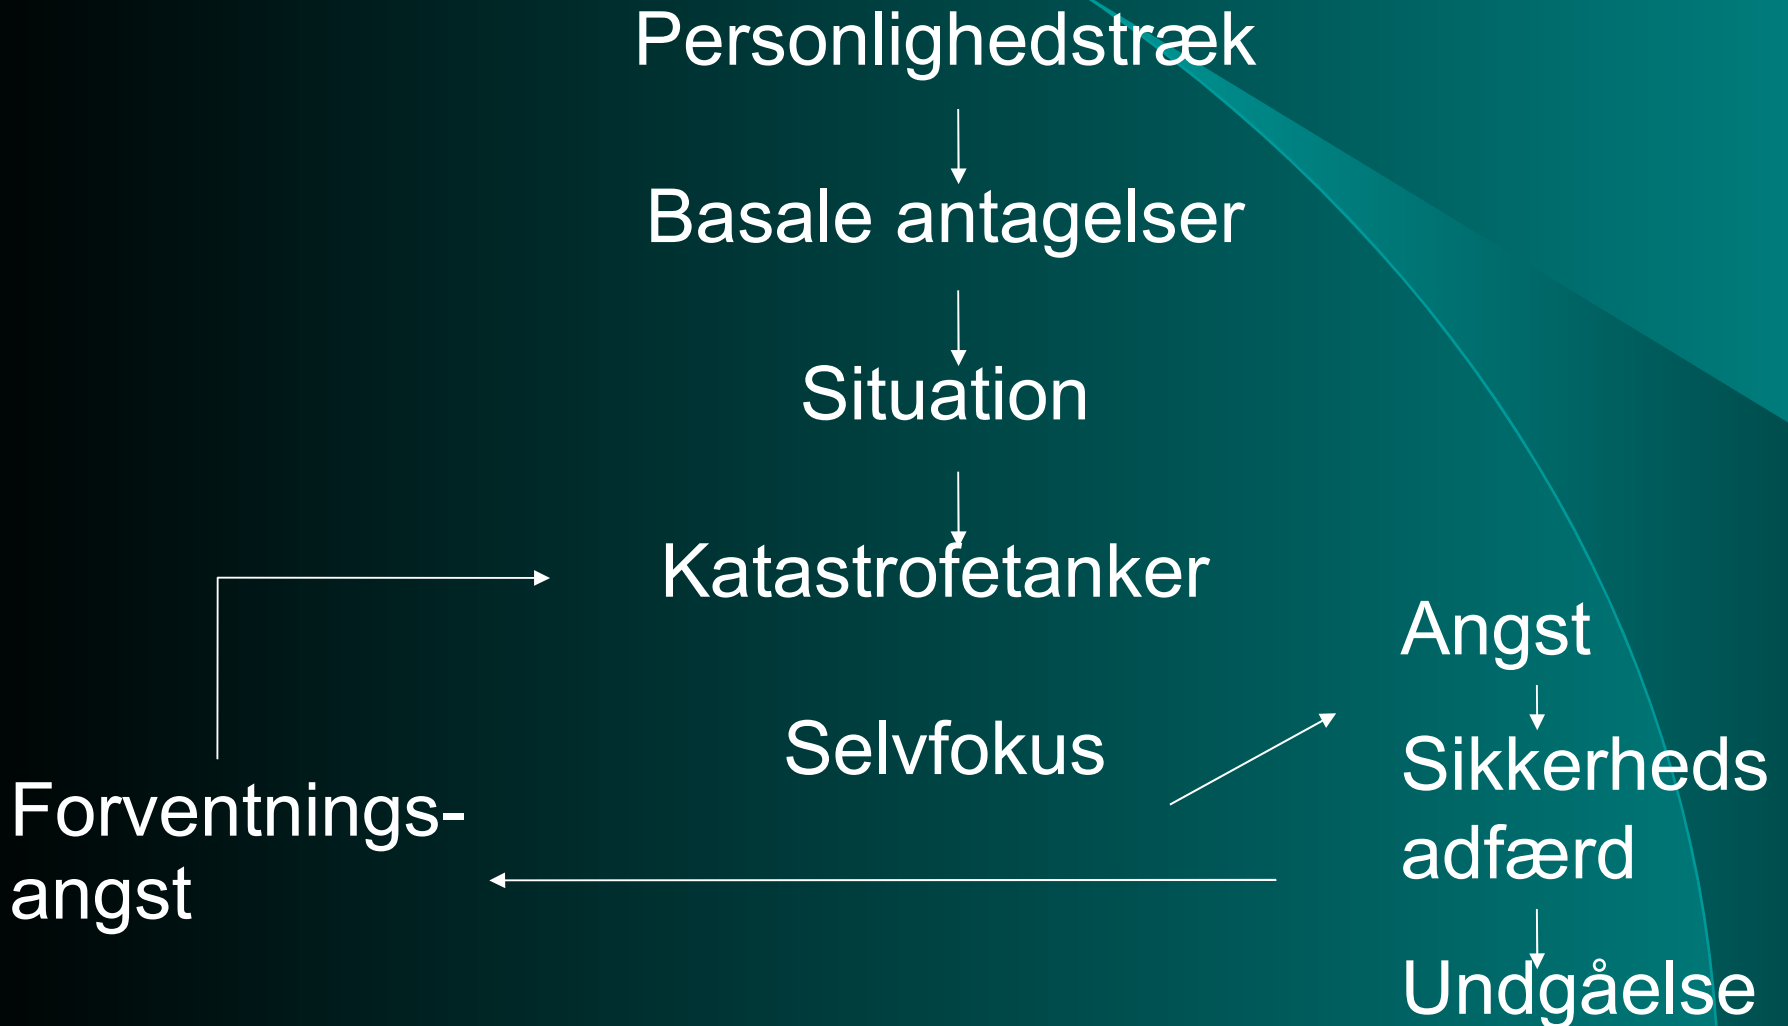 Personlighedstræk
Basale antagelser
Situation
Katastrofetanker
Selvfokus
Angst
Sikkerheds
adfærd
Undgåelse
Forventnings-
angst